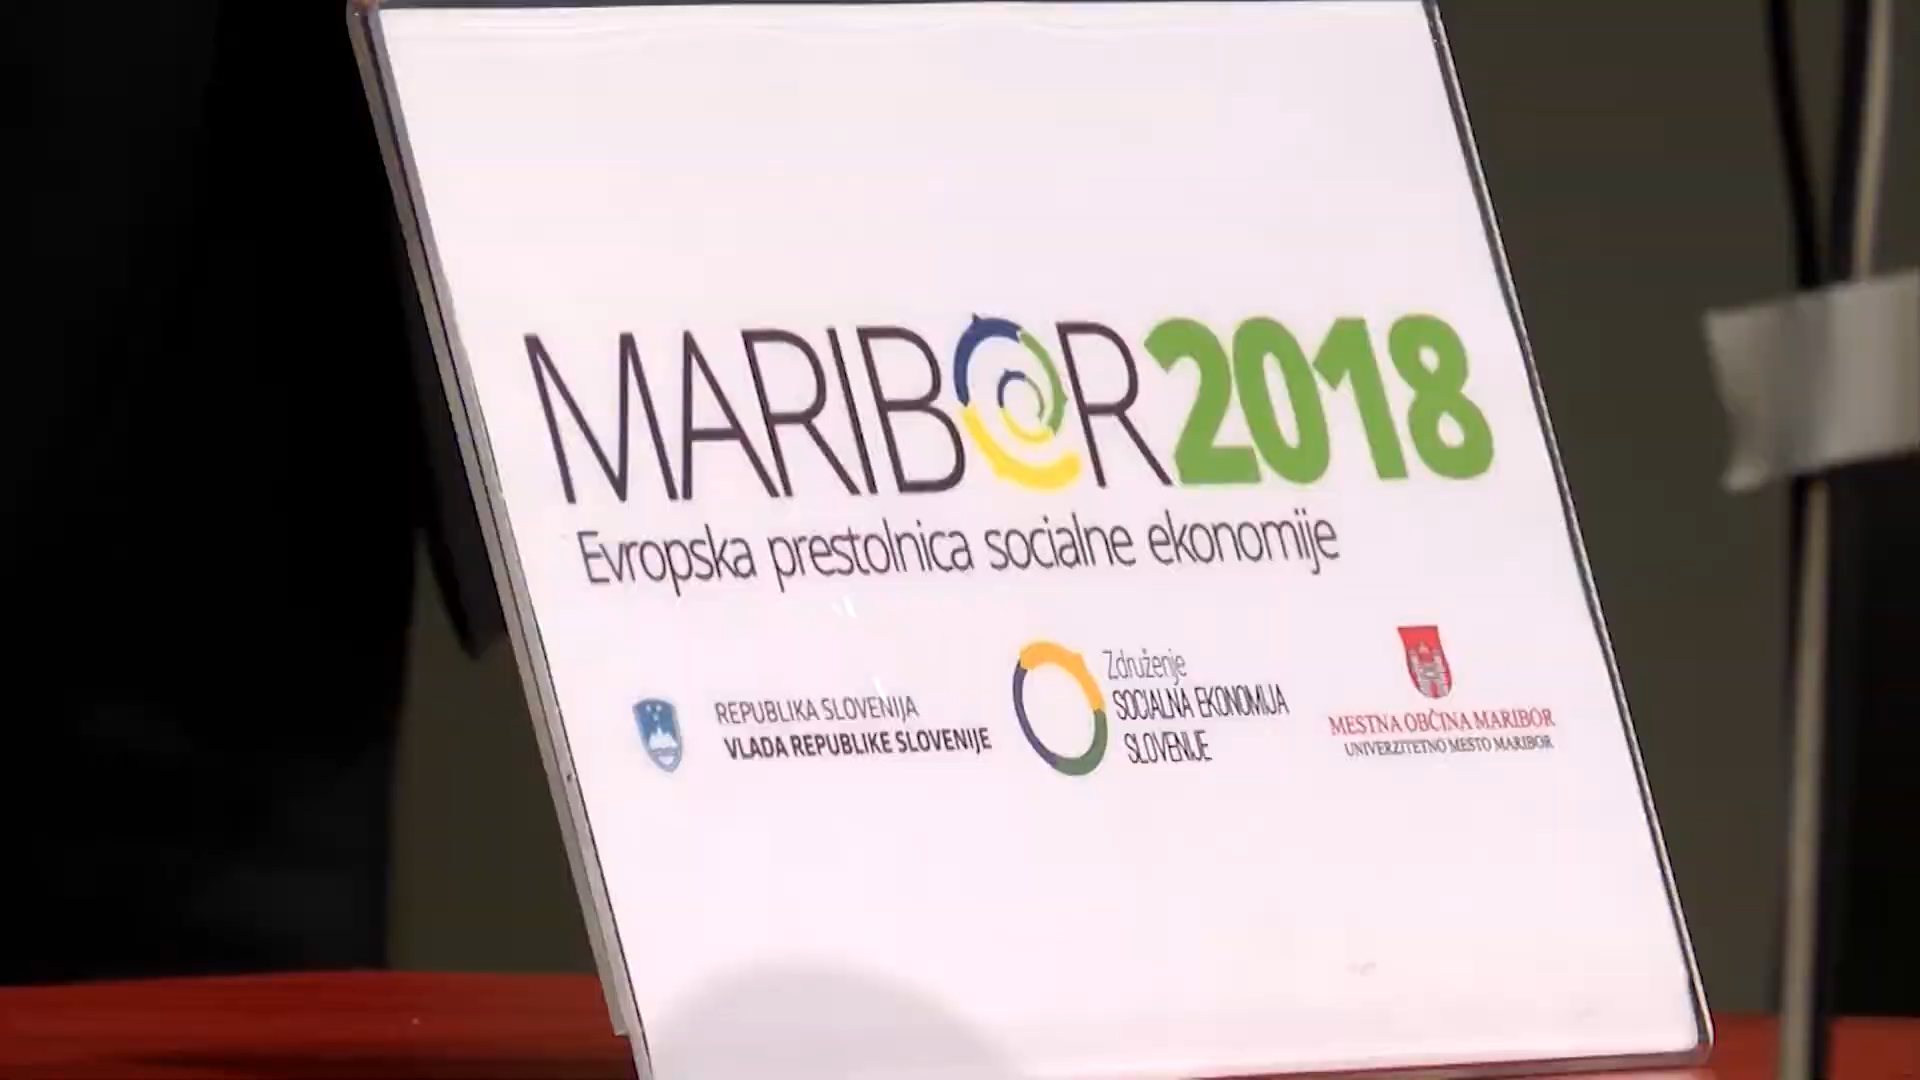 MARIBOR2018
Evropska prestolnica socialne ekonomije
REPUBLIKA SLOVENIJA
VLADA REPUBLIKE SLOVENIJE
Združenje
SOCIALNA EKONOMIJA
SLOVENIJE
MESTNA OBČINA MARIBOR
UNIVERZITETNO MESTO MARIBOR